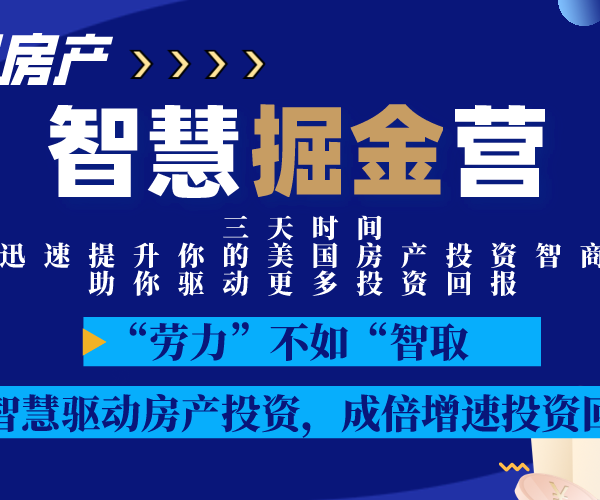 房产
智慧掘金营
三天时间
迅速提升你的美国房产投资智商
助你驱动更多投资回报
“劳力”不如“智取
智慧驱动房产投资，成倍增速投资回